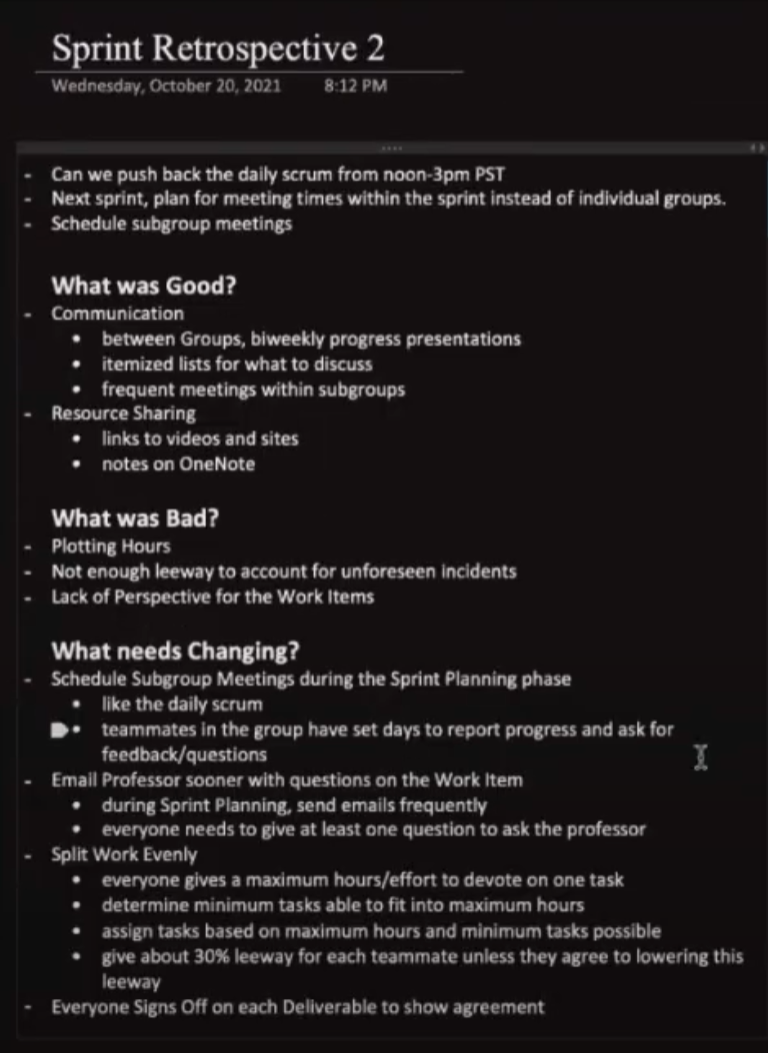 Sprint Retrospective 2
Wednesday, October 20, 2021 8:12 PM
- Can we push back the daily scrum from noon-3pm PST
- Next sprint, plan for meeting times within the sprint instead of individual groups.
- Schedule subgroup meetings
What was Good?
- Communication
• between Groups, biweekly progress presentations
• itemized lists for what to discuss
• frequent meetings within subgroups
- Resource Sharing
• links to videos and sites
• notes on OneNote
What was Bad?
- Plotting Hours
- Not enough leeway to account for unforeseen incidents
- Lack of Perspective for the Work Items
What needs Changing?
- Schedule Subgroup Meetings during the Sprint Planning phase
• like the daily scrum
• teammates in the group have set days to report progress and ask for
feedback/questions
- Email Professor sooner with questions on the Work Item
• during Sprint Planning, send emails frequently
• everyone needs to give at least one question to ask the professor
- Split Work Evenly
• everyone gives a maximum hours/effort to devote on one task
• determine minimum tasks able to fit into maximum hours
• assign tasks based on maximum hours and minimum tasks possible
• give about 30% leeway for each teammate unless they agree to lowering this
leeway
- Everyone Signs Off on each Deliverable to show agreement